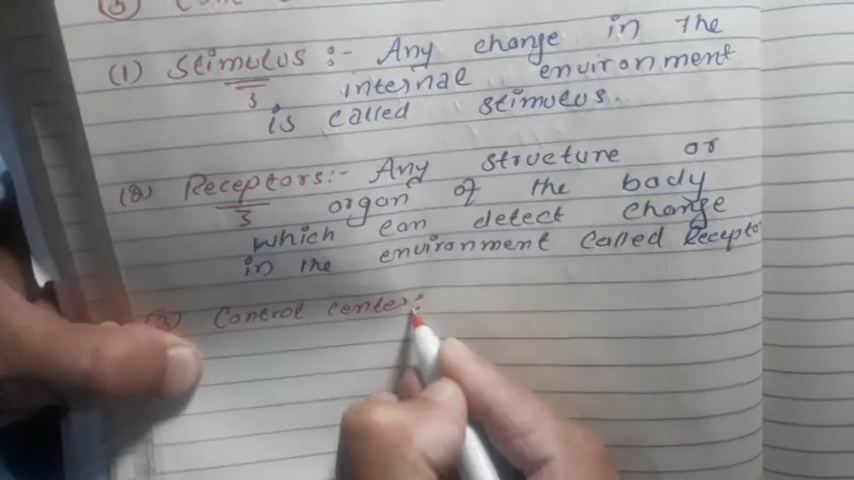 (1) Stimulus :- Any change in the
internal environment
is called stimulus.
(2) Receptors:- Any structure or
organ of the body
which can detect change
in the environment called Recepto
(3) Control center: